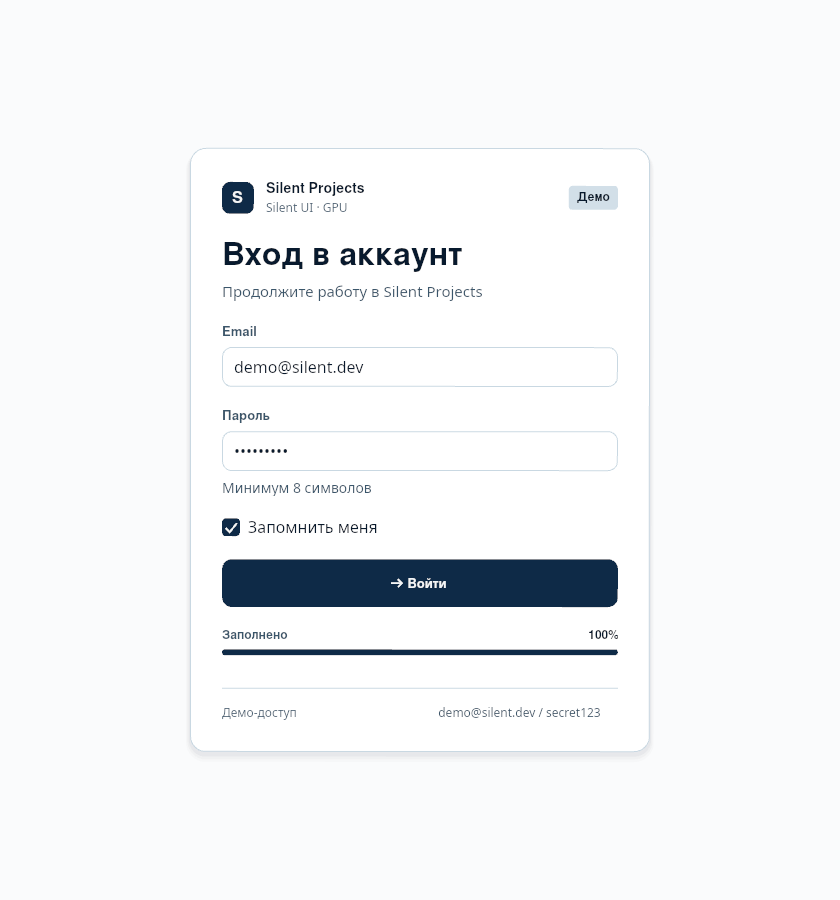 S
Silent Projects
Silent UI · GPU
Демо
Вход в аккаунт
Продолжите работу в Silent Projects
Email
demo@silent.dev
Пароль
•••••••••
Минимум 8 символов
Запомнить меня
→ Войти
Заполнено 100%
Демо-доступ demo@silent.dev / secret123